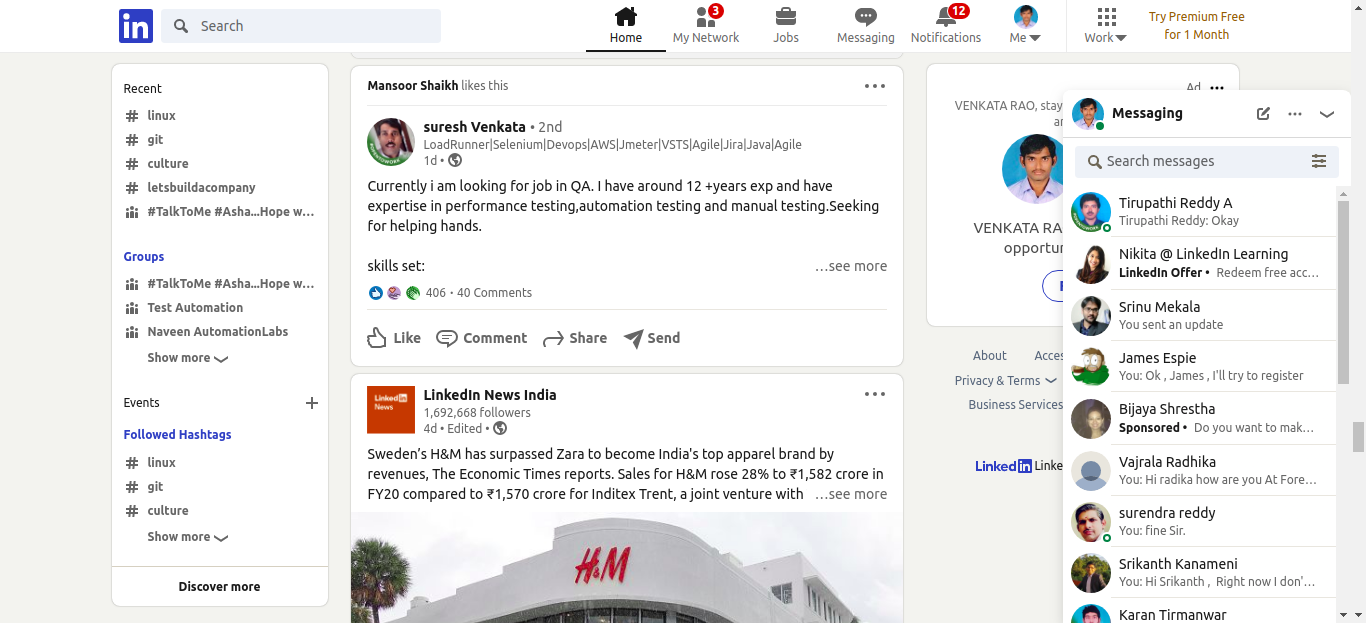 in
Search
3
12
Home
My Network
Jobs
Messaging
Notifications
Me
Work
Try Premium Free
for 1 Month
Recent
# linux
# git
# culture
# letsbuildacompany
#TalkToMe #Asha...Hope w...
Groups
#TalkToMe #Asha...Hope w...
Test Automation
Naveen AutomationLabs
Show more
Events
Followed Hashtags
# linux
# git
# culture
Show more
Discover more
Mansoor Shaikh likes this
suresh Venkata • 2nd
LoadRunner|Selenium|Devops|AWS|Jmeter|VSTS|Agile|Jira|Java|Agile
1d •
Currently i am looking for job in QA. I have around 12 +years exp and have
expertise in performance testing,automation testing and manual testing.Seeking
for helping hands.
skills set:
...see more
406 • 40 Comments
Like
Comment
Share
Send
Linked in
News
LinkedIn News India
1,692,668 followers
4d • Edited •
Sweden’s H&M has surpassed Zara to become India's top apparel brand by
revenues, The Economic Times reports. Sales for H&M rose 28% to ₹1,582 crore in
FY20 compared to ₹1,570 crore for Inditex Trent, a joint venture with ...see more
H&M
Ad
VENKATA RAO, stay
VENKATA RA
opportur
About
Acces
Privacy & Terms
Business Services
Linked in Linke
Messaging
Search messages
Tirupathi Reddy A
Tirupathi Reddy: Okay
Nikita @ LinkedIn Learning
LinkedIn Offer • Redeem free acc...
Srinu Mekala
You sent an update
James Espie
You: Ok , James , I'll try to register
Bijaya Shrestha
Sponsored • Do you want to mak...
Vajrala Radhika
You: Hi radika how are you At Fore...
surendra reddy
You: fine Sir.
Srikanth Kanameni
You: Hi Srikanth , Right now I don'...
Karan Tirmanwar